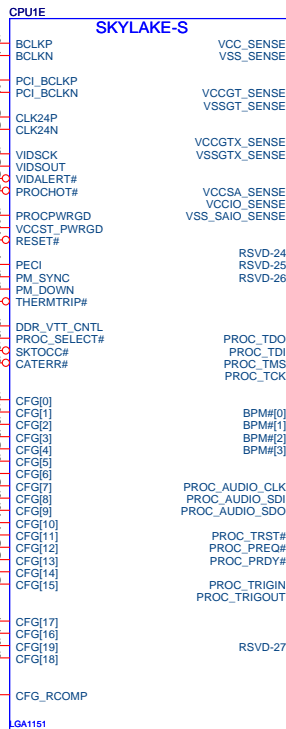 CPU1E
SKYLAKE-S
BCLKP VCC_SENSE
BCLKN VSS_SENSE
PCI_BCLKP
PCI_BCLKN VCCGT_SENSE
VSSGT_SENSE
CLK24P
CLK24N
VCCGTX_SENSE
VIDSCK VSSGTX_SENSE
VIDSOUT
VIDALERT#
PROCHOT# VCCSA_SENSE
VCCIO_SENSE
PROCPWRGD VSS_SAIO_SENSE
VCCST_PWRGD
RESET#
RSVD-24
PECI RSVD-25
PM_SYNC RSVD-26
PM_DOWN
THERMTRIP#
DDR_VTT_CNTL
PROC_SELECT# PROC_TDO
SKTOCC# PROC_TDI
CATERR# PROC_TMS
PROC_TCK
CFG[0]
CFG[1] BPM#[0]
CFG[2] BPM#[1]
CFG[3] BPM#[2]
CFG[4] BPM#[3]
CFG[5]
CFG[6]
CFG[7] PROC_AUDIO_CLK
CFG[8] PROC_AUDIO_SDI
CFG[9] PROC_AUDIO_SDO
CFG[10]
CFG[11] PROC_TRST#
CFG[12] PROC_PREQ#
CFG[13] PROC_PRDY#
CFG[14]
CFG[15] PROC_TRIGIN
PROC_TRIGOUT
CFG[17]
CFG[16]
CFG[19] RSVD-27
CFG[18]
CFG_RCOMP
LGA1151